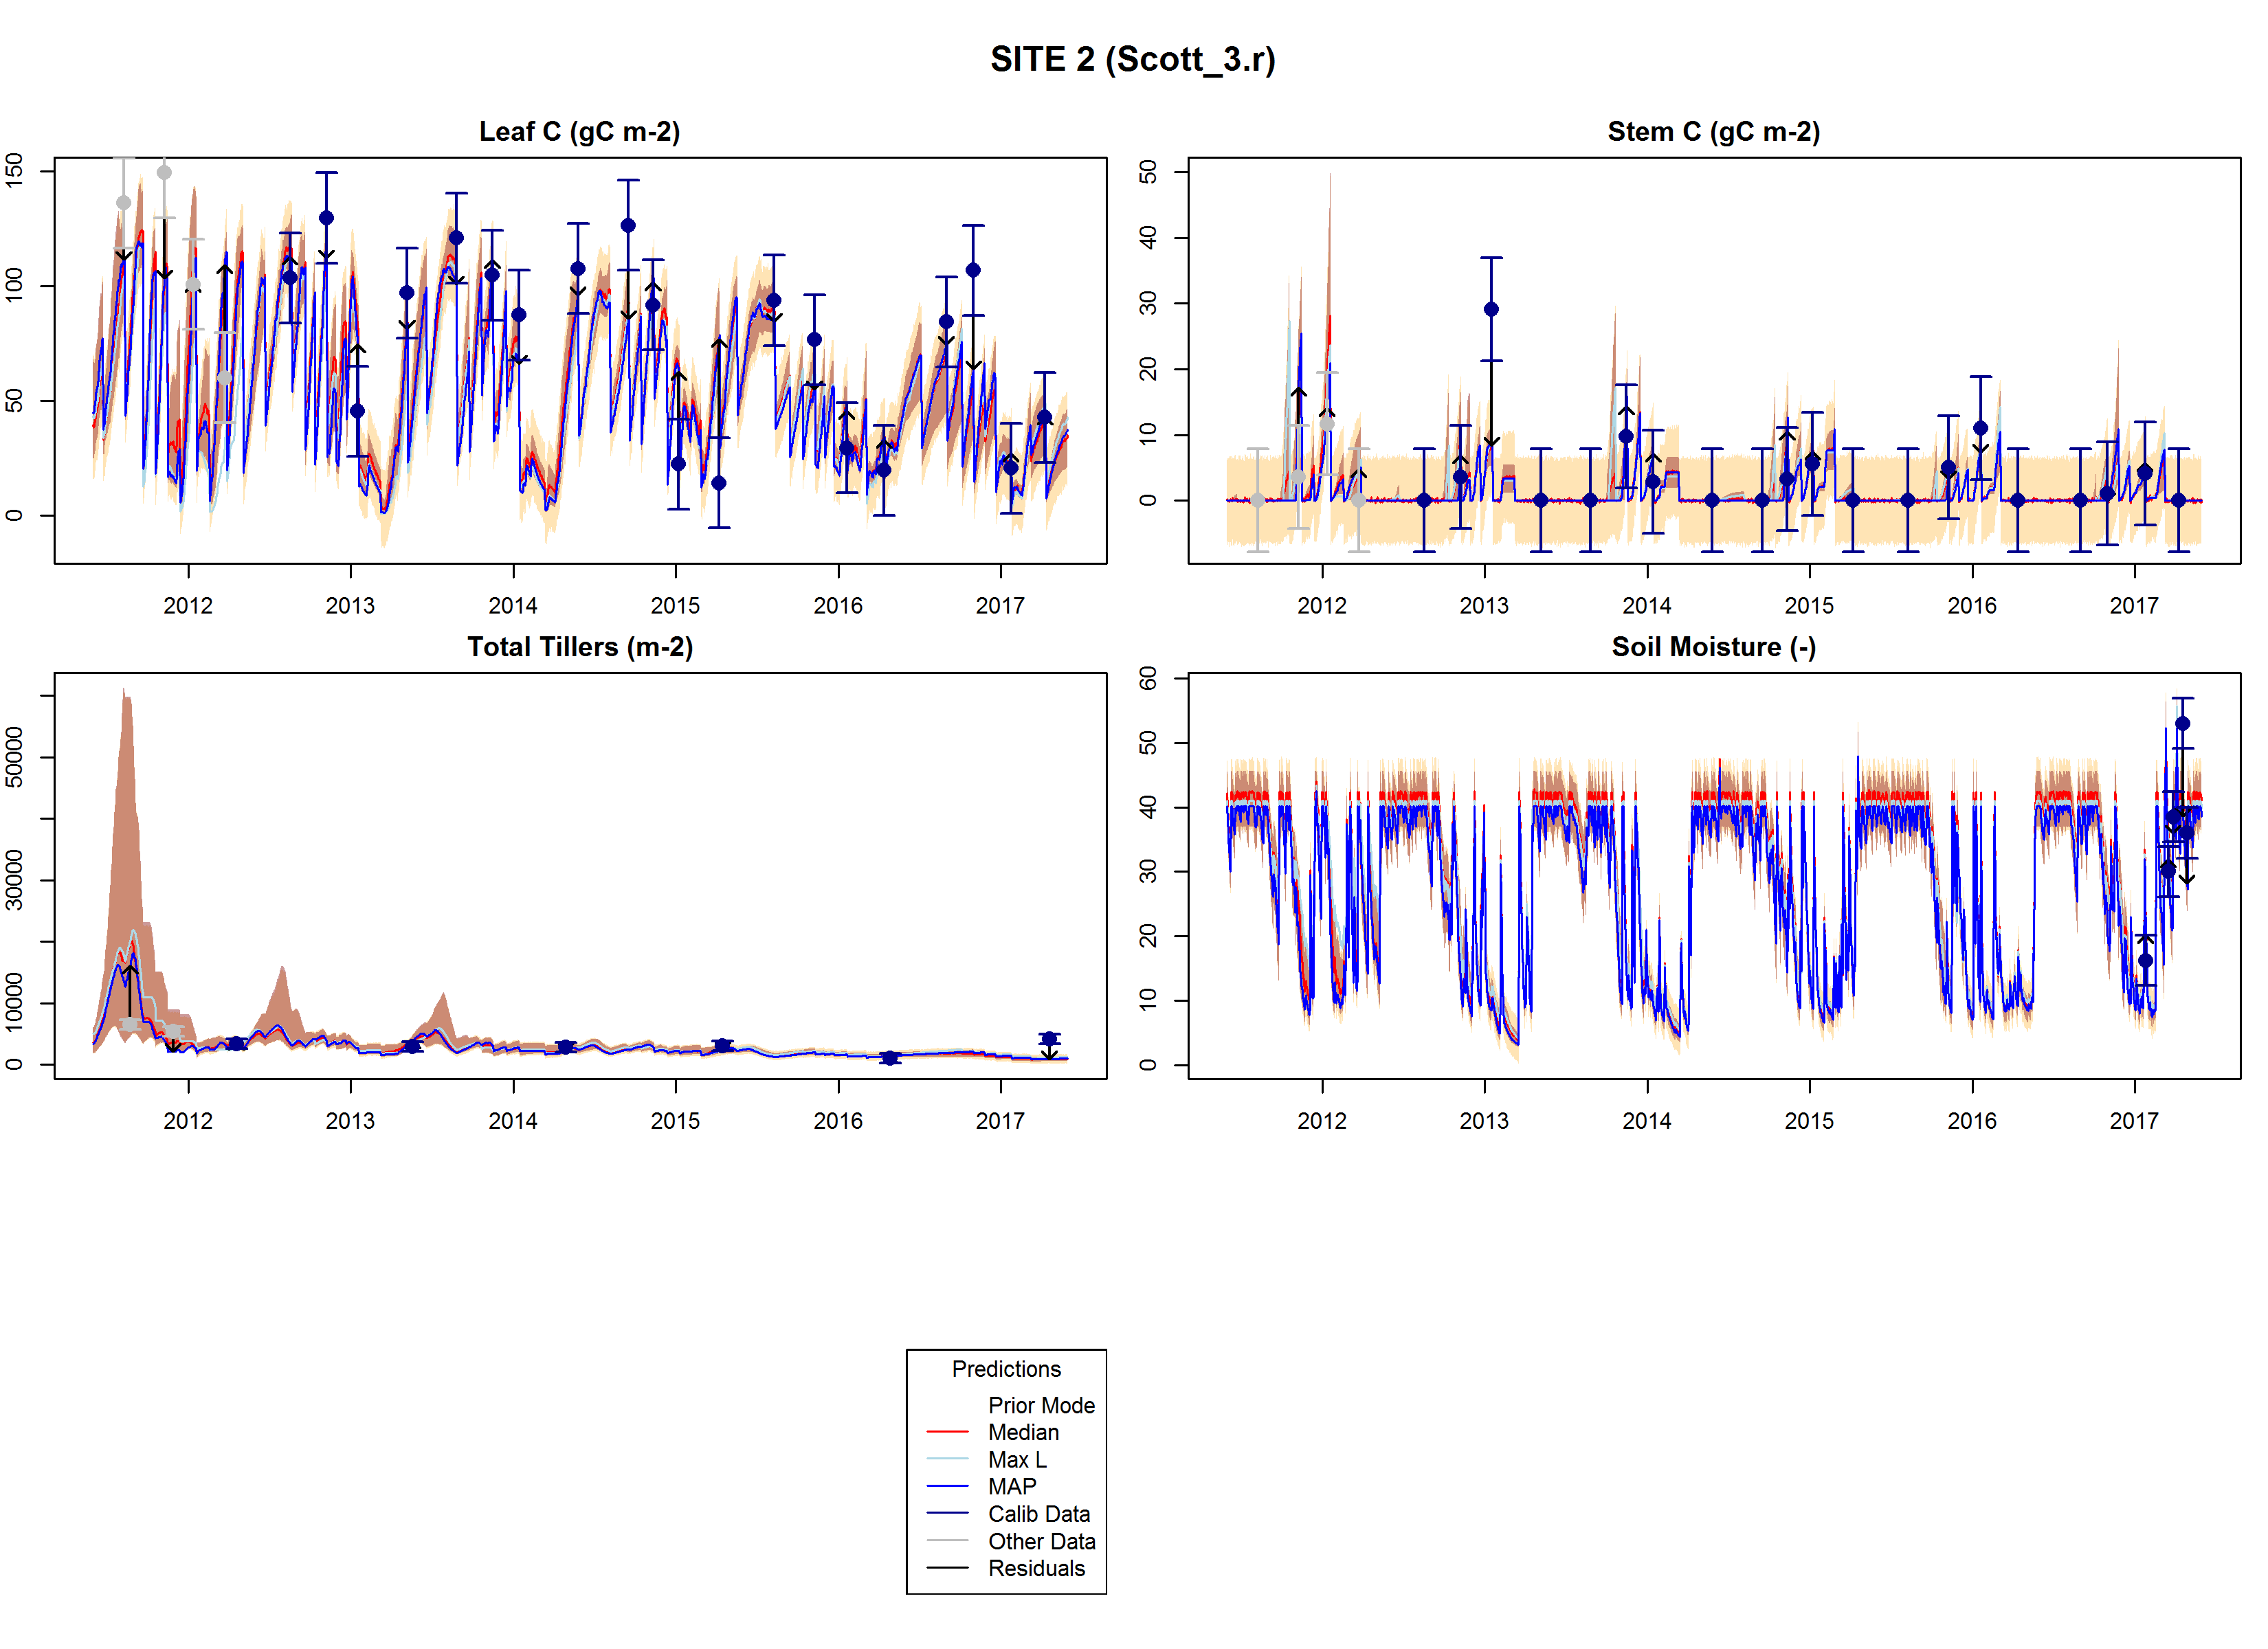 SITE 2 (Scott_3.r)
Leaf C (gC m-2)
150
100
50
0
2012 2013 2014 2015 2016 2017
Stem C (gC m-2)
50
40
30
20
10
0
2012 2013 2014 2015 2016 2017
Total Tillers (m-2)
50000
30000
10000
0
2012 2013 2014 2015 2016 2017
Soil Moisture (-)
60
50
40
30
20
10
0
2012 2013 2014 2015 2016 2017
Predictions
Prior Mode
Median
Max L
MAP
Calib Data
Other Data
Residuals